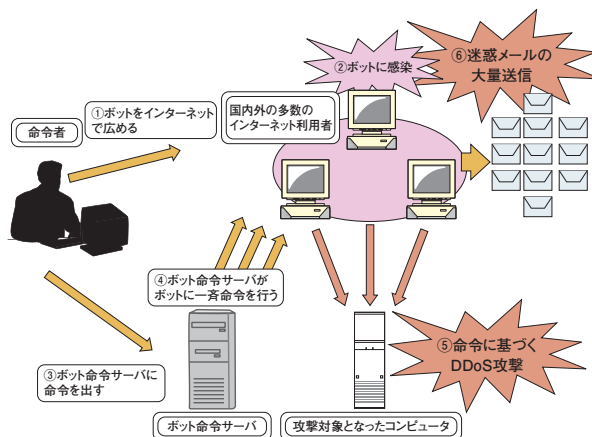 命令者
①ボットをインターネット
で広める
国内外の多数の
インターネット利用者
②ボットに感染
⑥迷惑メールの
大量送信
④ボット命令サーバが
ボットに一斉命令を行う
③ボット命令サーバに
命令を出す
ボット命令サーバ
攻撃対象となったコンピュータ
⑤命令に基づく
DDoS攻撃